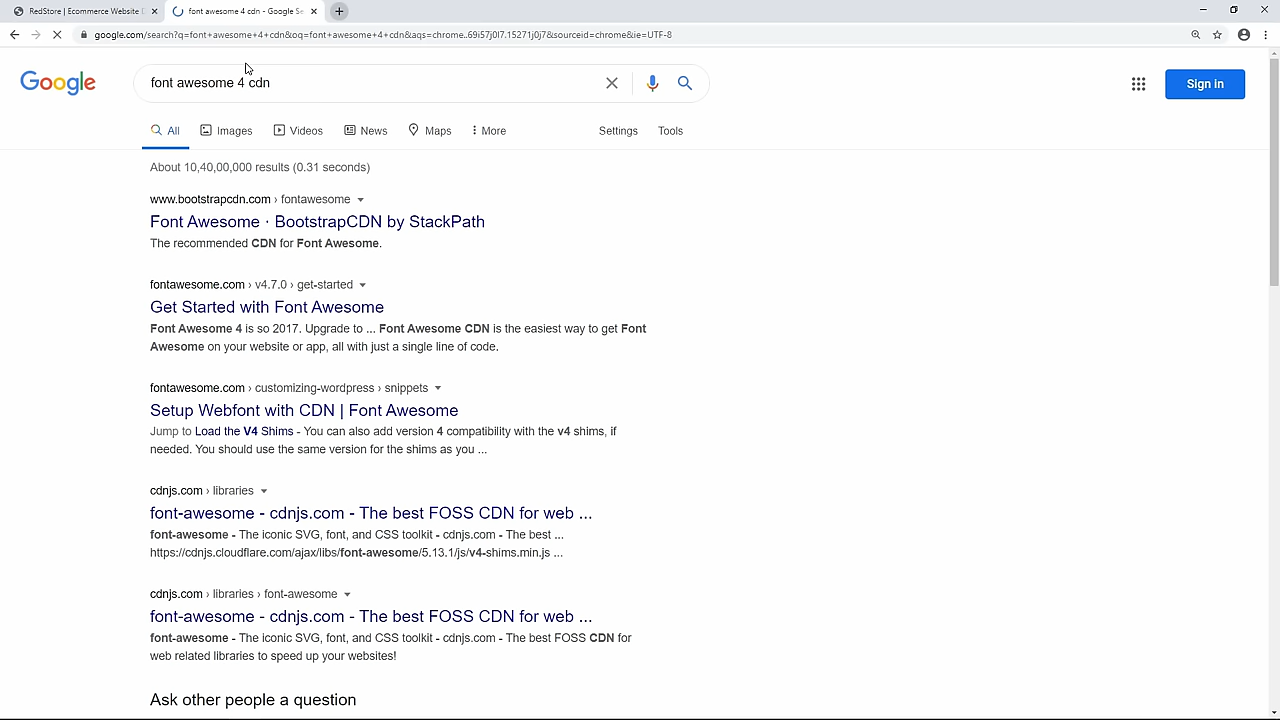 RedStore | Ecommerce Website
font awesome 4 cdn - Google Se
google.com/search?q=font+awesome+4+cdn&oq=font+awesome+4+cdn&aqs=chrome..69i57j0l7.15271j0j7&sourceid=chrome&ie=UTF-8
Google
font awesome 4 cdn
Sign in
All Images Videos News Maps More Settings Tools
About 10,40,00,000 results (0.31 seconds)
www.bootstrapcdn.com › fontawesome
Font Awesome · BootstrapCDN by StackPath
The recommended CDN for Font Awesome.
fontawesome.com › v4.7.0 › get-started
Get Started with Font Awesome
Font Awesome 4 is so 2017. Upgrade to ... Font Awesome CDN is the easiest way to get Font
Awesome on your website or app, all with just a single line of code.
fontawesome.com › customizing-wordpress › snippets
Setup Webfont with CDN | Font Awesome
Jump to Load the V4 Shims - You can also add version 4 compatibility with the v4 shims, if
needed. You should use the same version for the shims as you ...
cdnjs.com › libraries
font-awesome - cdnjs.com - The best FOSS CDN for web ...
font-awesome - The iconic SVG, font, and CSS toolkit - cdnjs.com - The best ...
https://cdnjs.cloudflare.com/ajax/libs/font-awesome/5.13.1/js/v4-shims.min.js ...
cdnjs.com › libraries › font-awesome
font-awesome - cdnjs.com - The best FOSS CDN for web ...
font-awesome - The iconic SVG, font, and CSS toolkit - cdnjs.com - The best FOSS CDN for
web related libraries to speed up your websites!
Ask other people a question